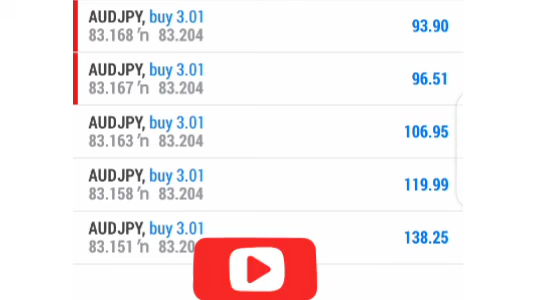 AUDJPY, buy 3.01
93.90
83.168 'n 83.204
AUDJPY, buy 3.01
96.51
83.167 'n 83.204
AUDJPY, buy 3.01
106.95
83.163 'n 83.204
AUDJPY, buy 3.01
119.99
83.158 'n 83.204
AUDJPY, buy 3.01
138.25
83.151 'n